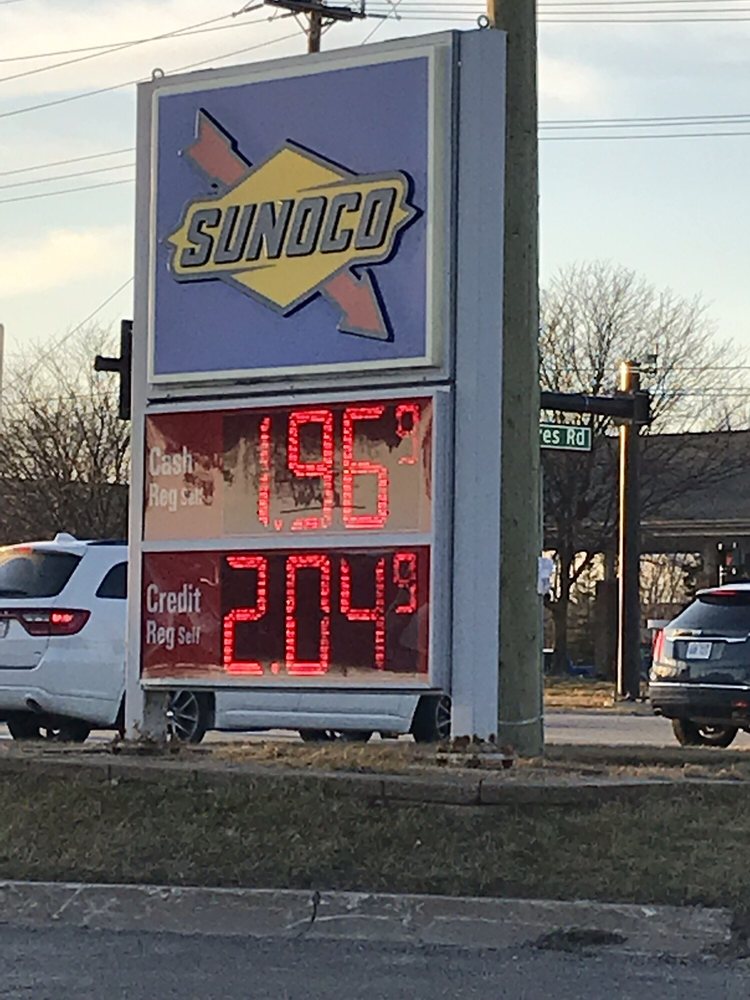 SUNOCO
Cash
Reg Self
1.96 9
Credit
Reg Self
2.04 9
es Rd